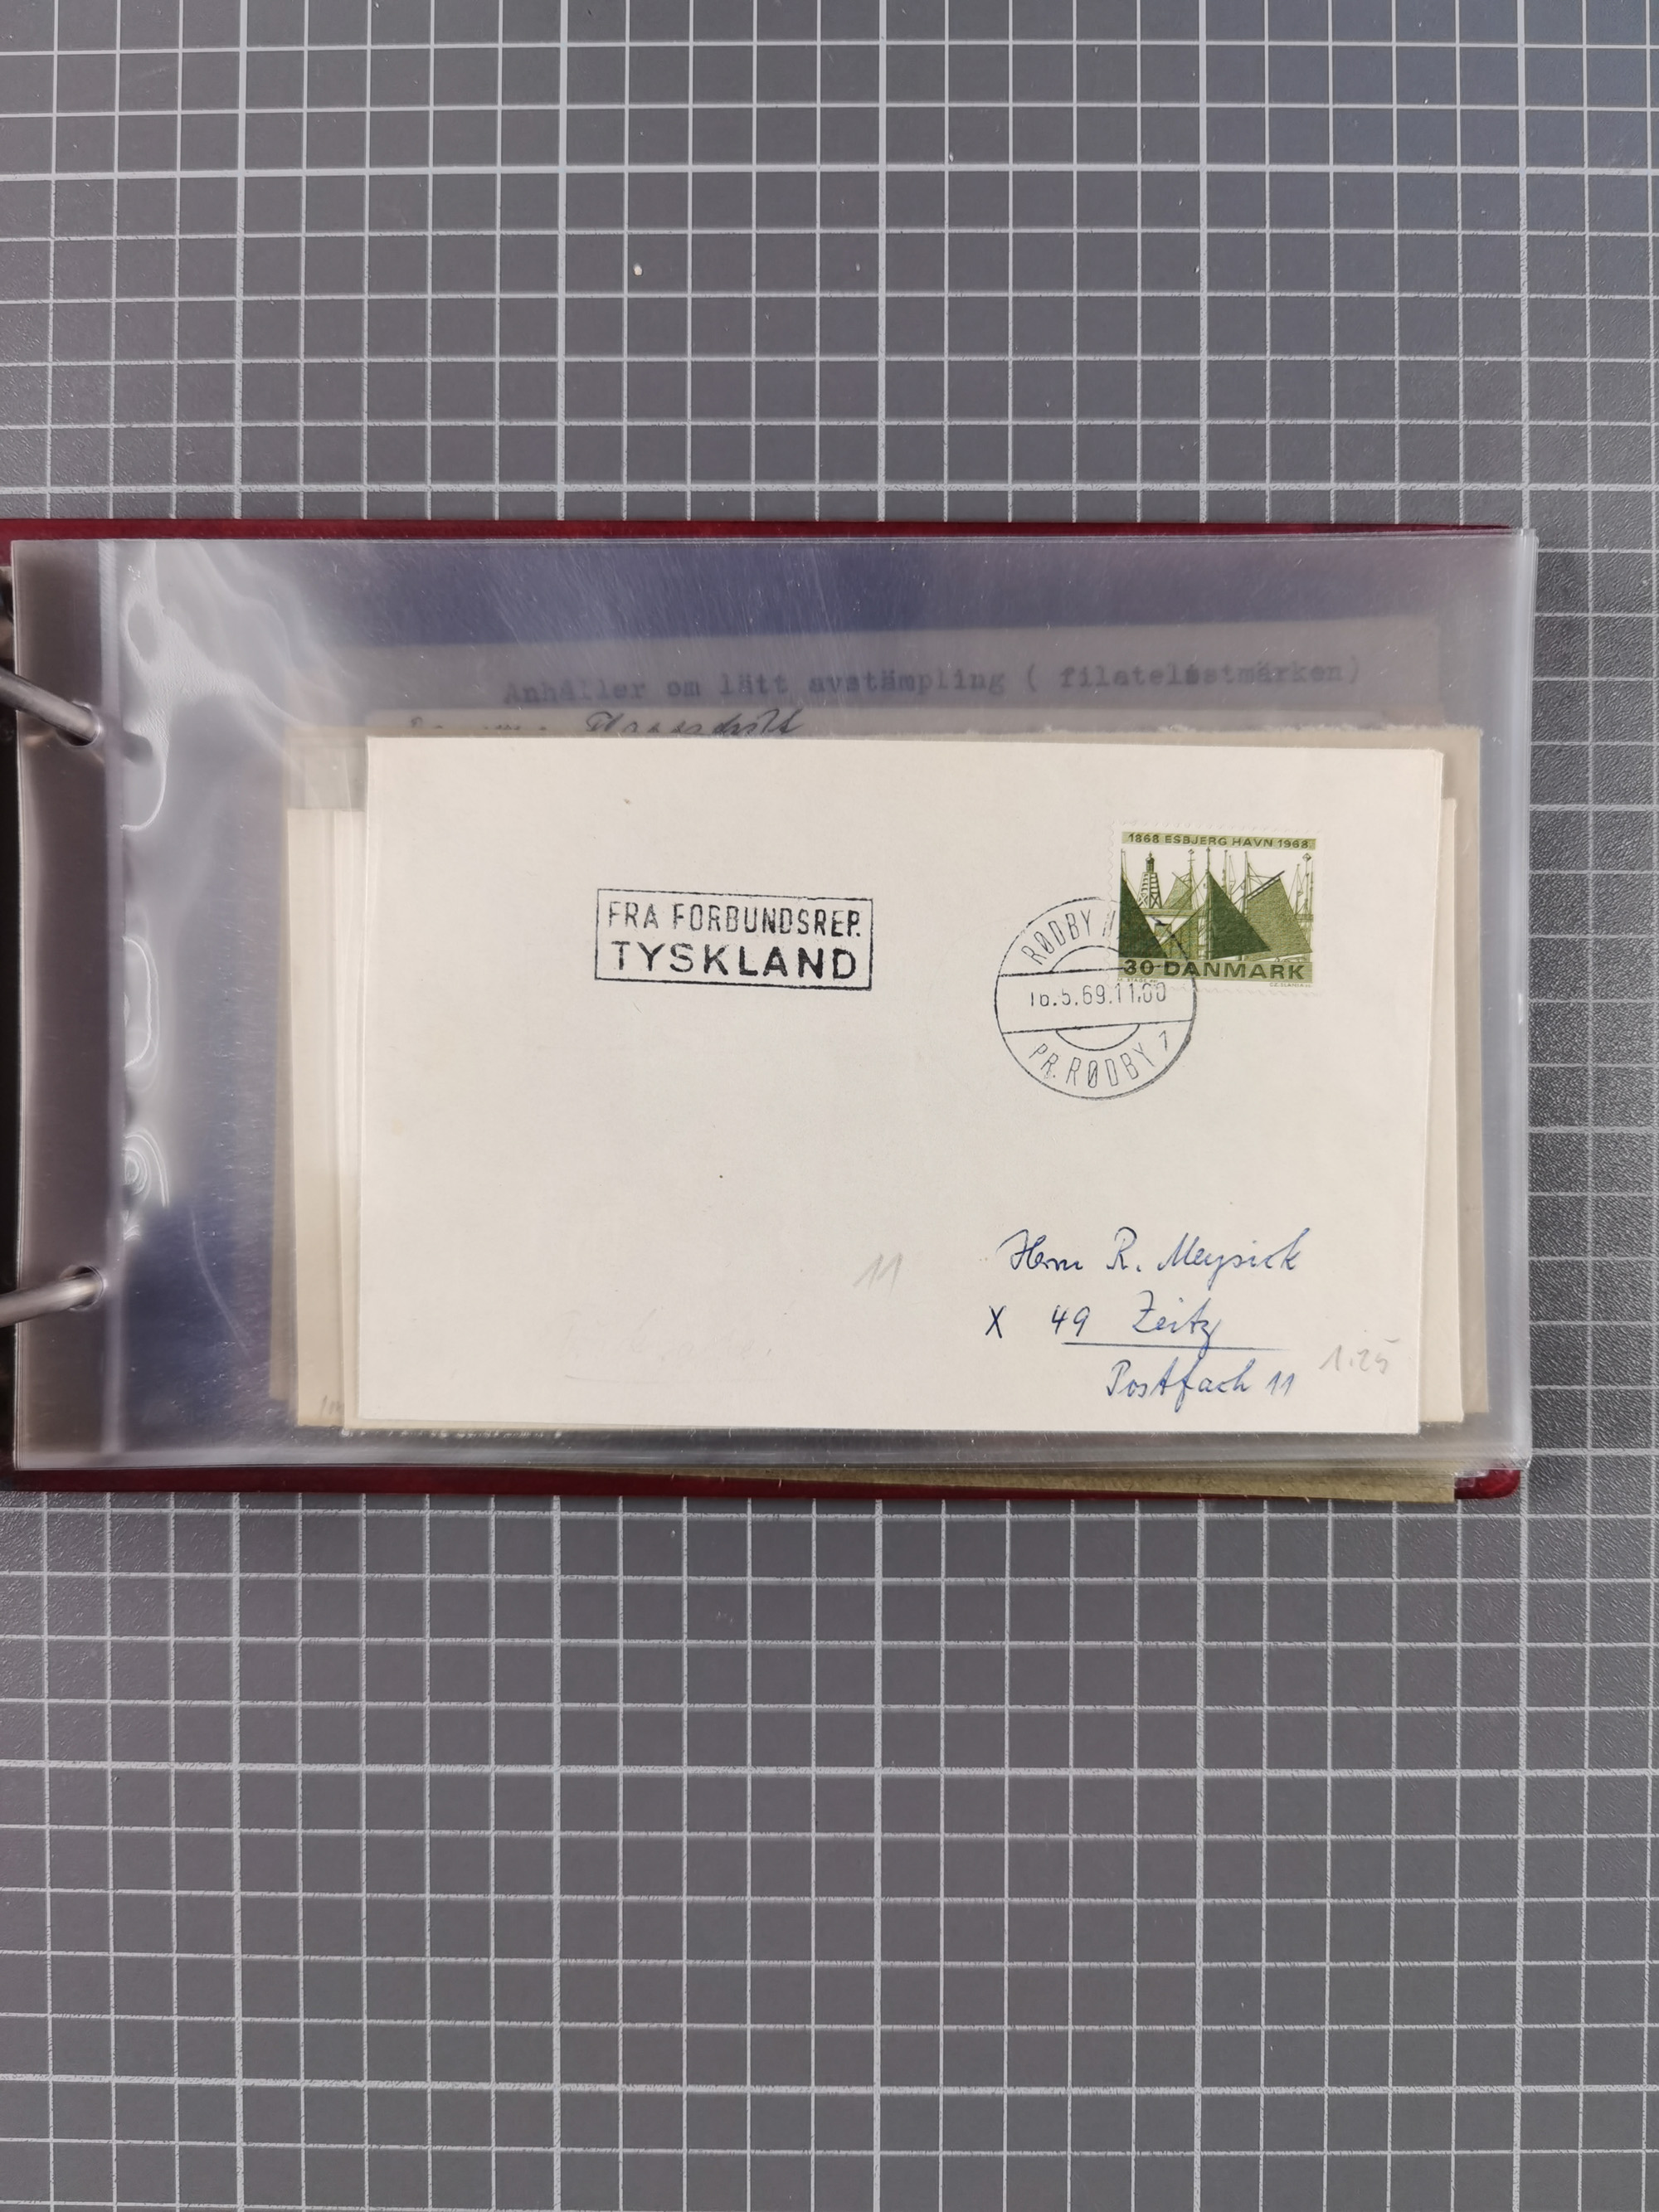 Anhåller om lätt avstämpling ( filatelistmärken)
FRA FORBUNDSREP.
TYSKLAND
1868 ESBJERG HAVN 1968
30 DANMARK
RØDBY
16.5.69.11,00
PR. RØDBY 1
11
Herrn R. Meysick
X 49 Zeitz
Postfach 11
1.25